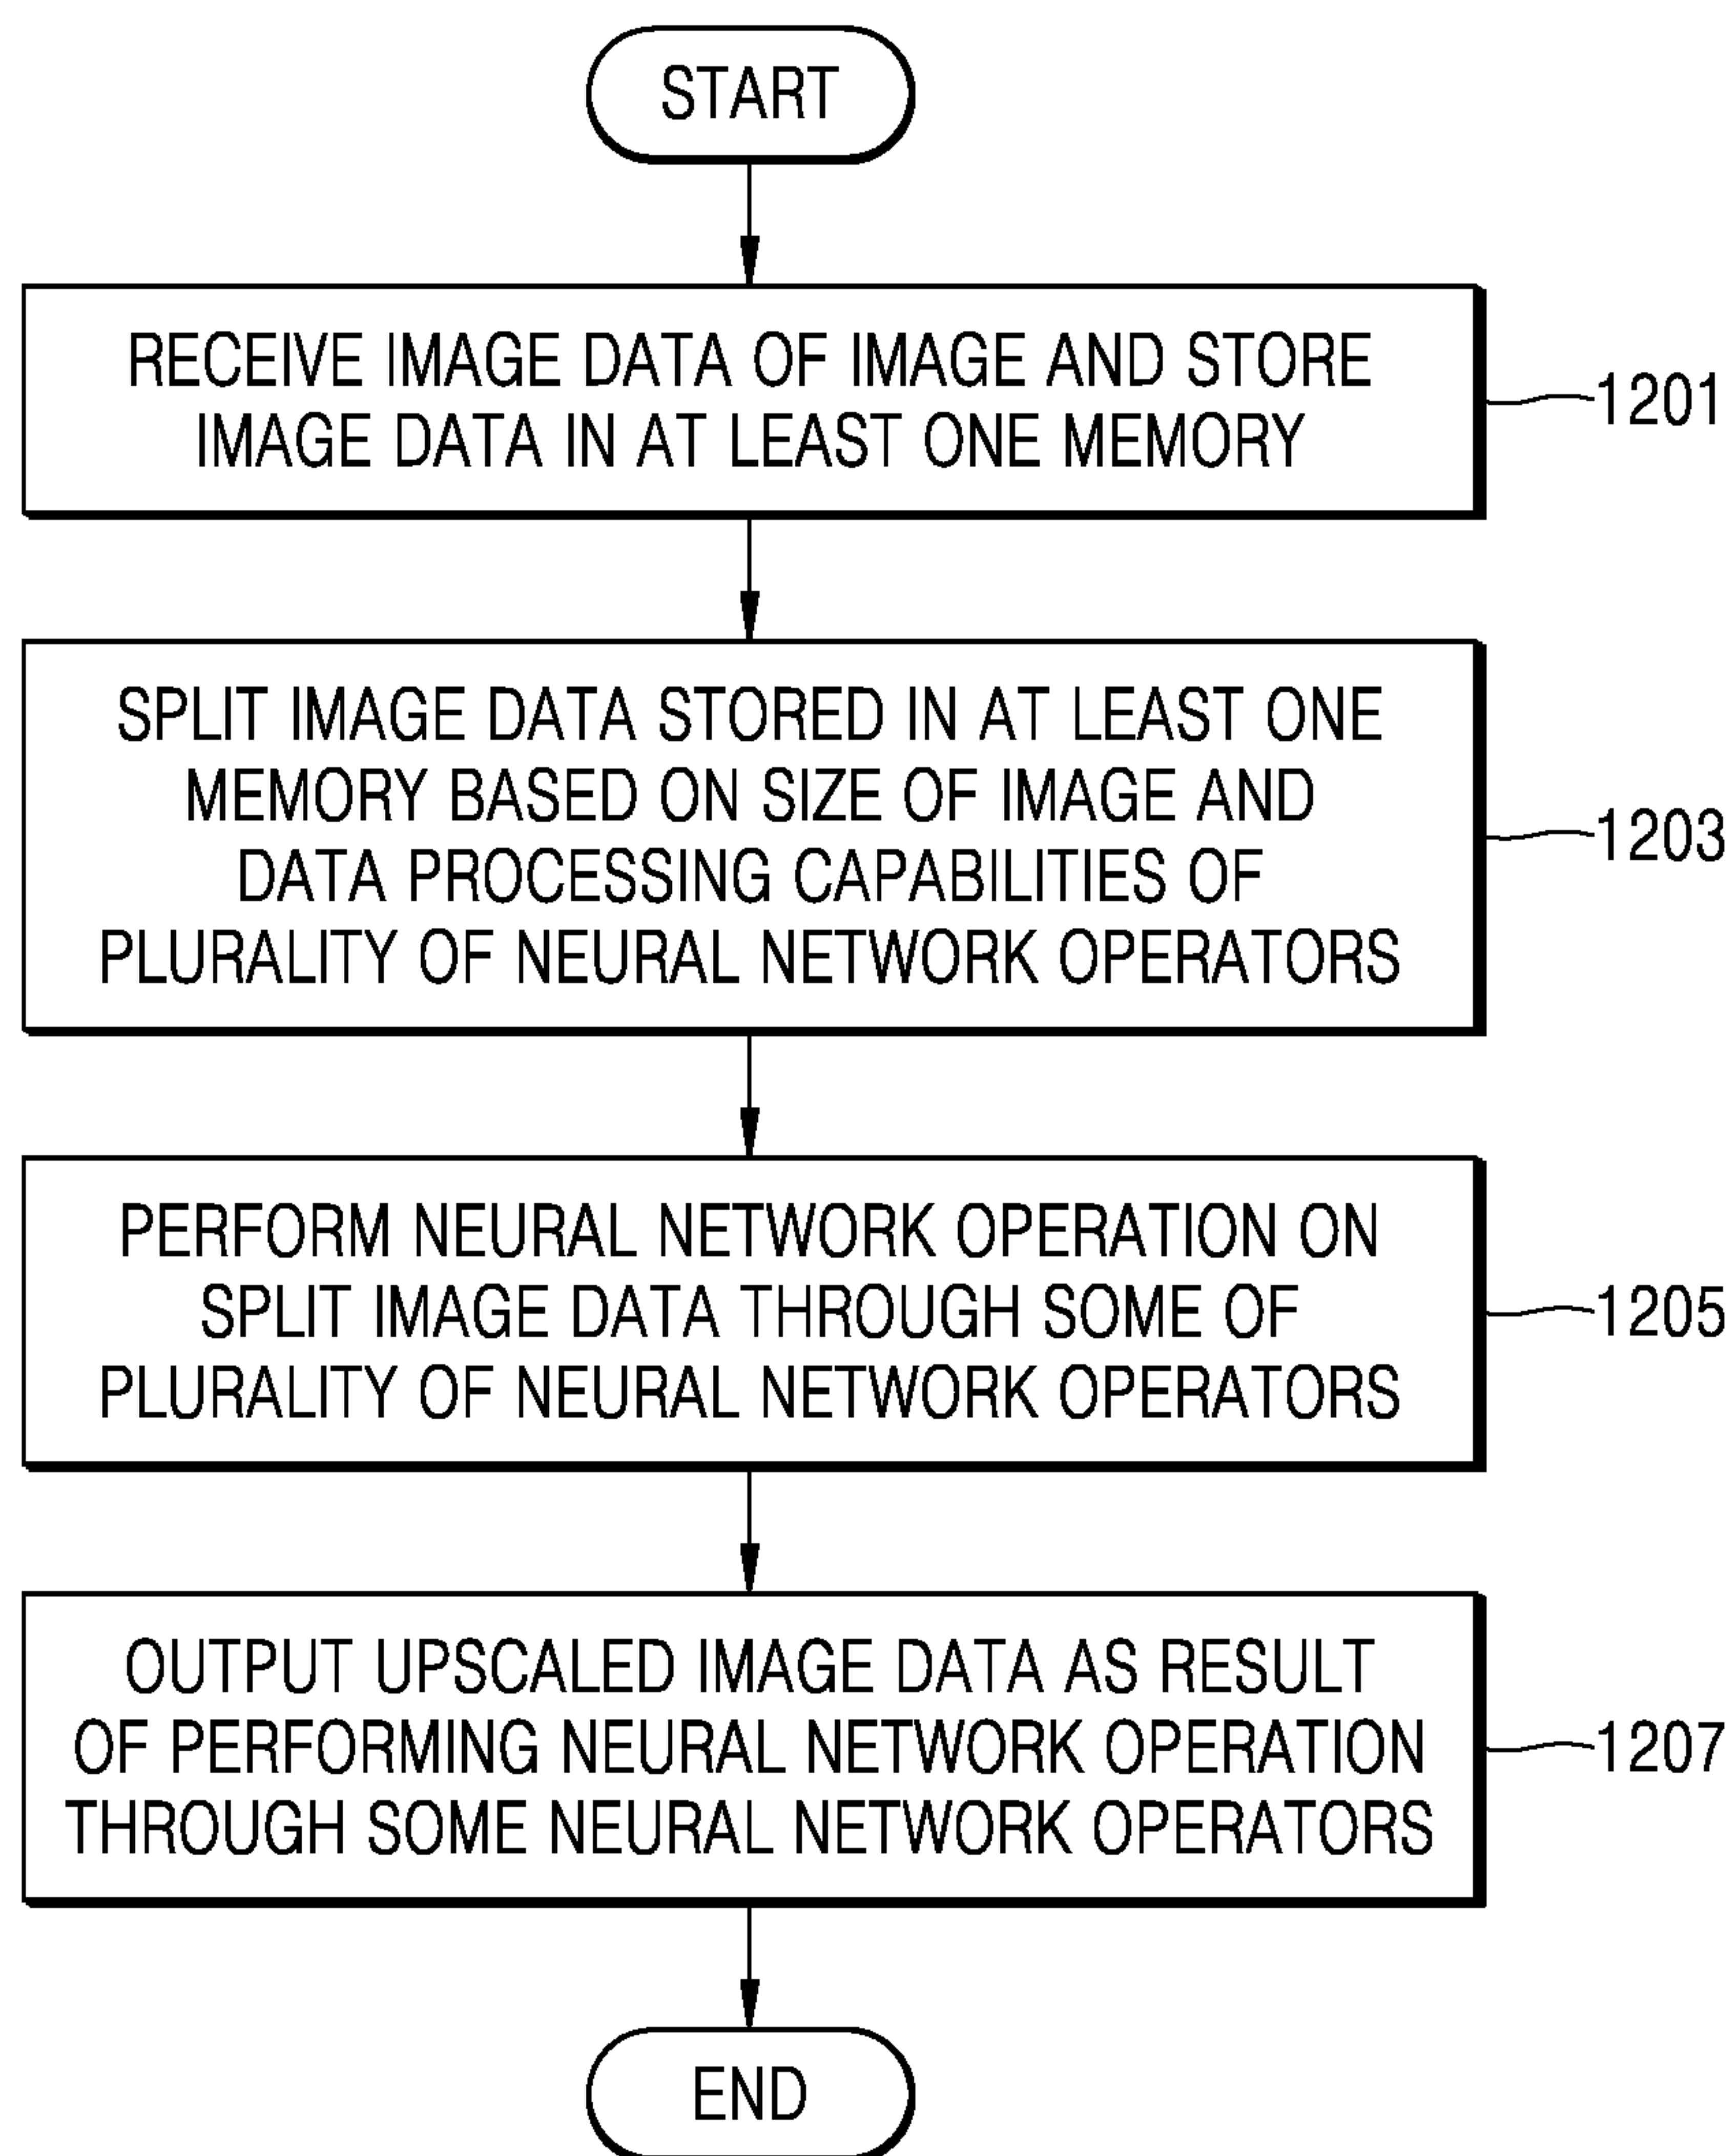 START
RECEIVE IMAGE DATA OF IMAGE AND STORE
IMAGE DATA IN AT LEAST ONE MEMORY
1201
SPLIT IMAGE DATA STORED IN AT LEAST ONE
MEMORY BASED ON SIZE OF IMAGE AND
DATA PROCESSING CAPABILITIES OF
PLURALITY OF NEURAL NETWORK OPERATORS
1203
PERFORM NEURAL NETWORK OPERATION ON
SPLIT IMAGE DATA THROUGH SOME OF
PLURALITY OF NEURAL NETWORK OPERATORS
1205
OUTPUT UPSCALED IMAGE DATA AS RESULT
OF PERFORMING NEURAL NETWORK OPERATION
THROUGH SOME NEURAL NETWORK OPERATORS
1207
END